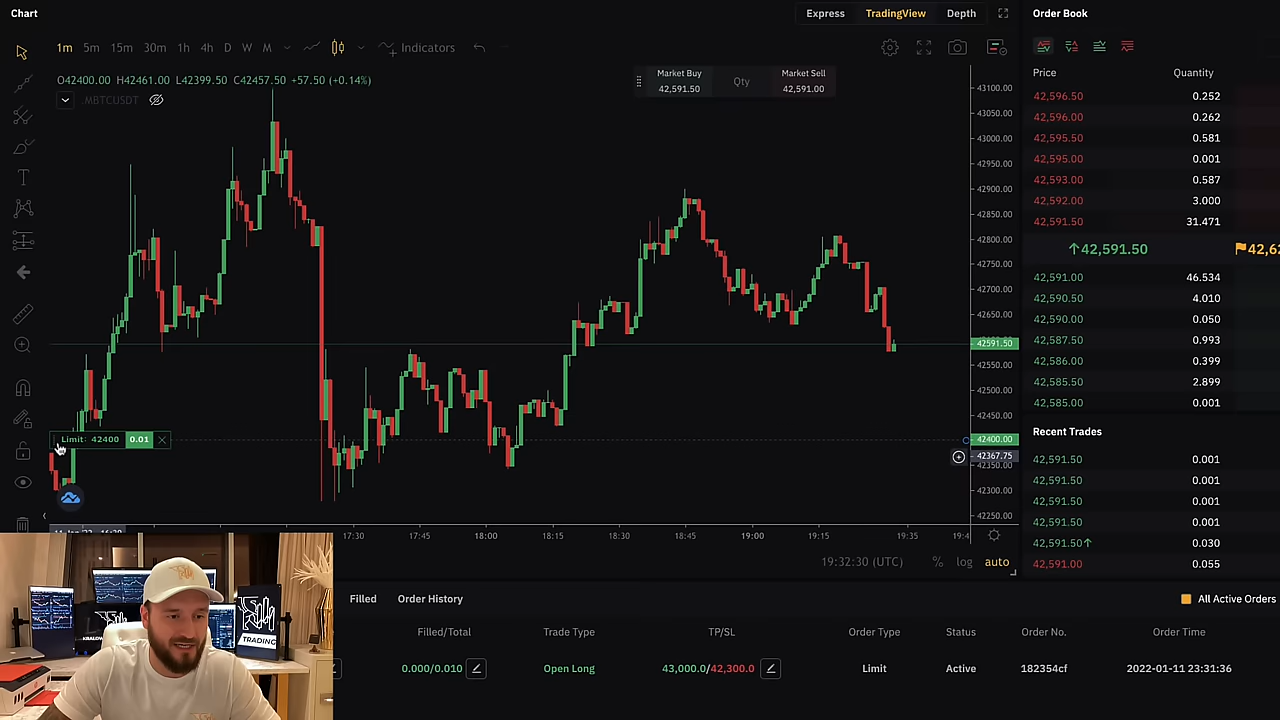 Chart
Express TradingView Depth
Order Book
1m 5m 15m 30m 1h 4h D W M Indicators
O42400.00 H42461.00 L42399.50 C42457.50 +57.50 (+0.14%)
.MBTCUSDT
Market Buy 42,591.50
Qty
Market Sell 42,591.00
43100.00
43050.00
43000.00
42950.00
42900.00
42850.00
42800.00
42750.00
42700.00
42650.00
42591.50
42550.00
42500.00
42450.00
42400.00
42367.75
42350.00
42300.00
42250.00
Limit: 42400 0.01
17:30 17:45 18:00 18:15 18:30 18:45 19:00 19:15 19:35 19:4
19:32:30 (UTC) % log auto
Price Quantity
42,596.50 0.252
42,596.00 0.262
42,595.50 0.581
42,595.00 0.001
42,593.00 0.587
42,592.00 3.000
42,591.50 31.471
↑42,591.50 42,62
42,591.00 46.534
42,590.50 4.010
42,590.00 0.050
42,587.50 0.993
42,586.00 0.399
42,585.50 2.899
42,585.00 0.001
Recent Trades
42,591.50 0.001
42,591.50 0.001
42,591.50 0.001
42,591.50 0.001
42,591.50↑ 0.030
42,591.00 0.055
Filled Order History All Active Orders
Filled/Total Trade Type TP/SL Order Type Status Order No. Order Time
0.000/0.010 Open Long 43,000.0/42,300.0 Limit Active 182354cf 2022-01-11 23:31:36
TRADING